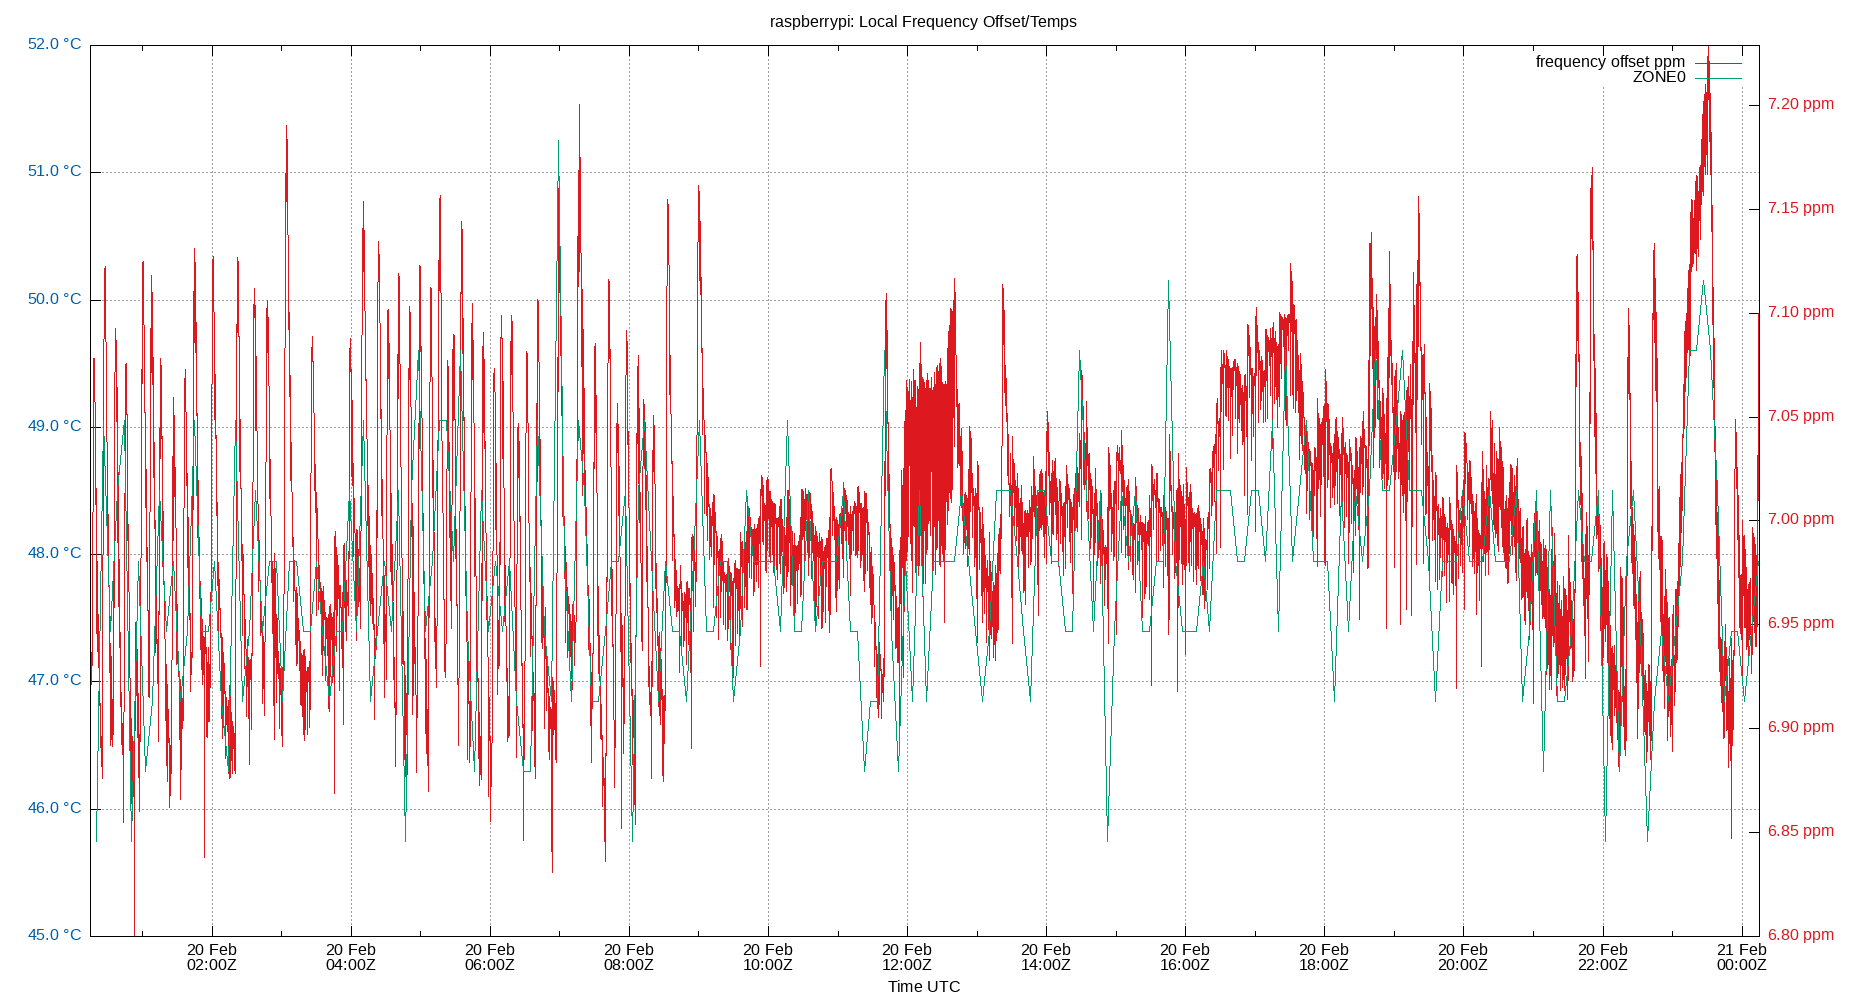 raspberrypi: Local Frequency Offset/Temps
52.0 °C
51.0 °C
50.0 °C
49.0 °C
48.0 °C
47.0 °C
46.0 °C
45.0 °C
frequency offset ppm
ZONE0
7.20 ppm
7.15 ppm
7.10 ppm
7.05 ppm
7.00 ppm
6.95 ppm
6.90 ppm
6.85 ppm
6.80 ppm
20 Feb 20 Feb 20 Feb 20 Feb 20 Feb 20 Feb 20 Feb 20 Feb 20 Feb 20 Feb 20 Feb 21 Feb
02:00Z 04:00Z 06:00Z 08:00Z 10:00Z 12:00Z 14:00Z 16:00Z 18:00Z 20:00Z 22:00Z 00:00Z
Time UTC